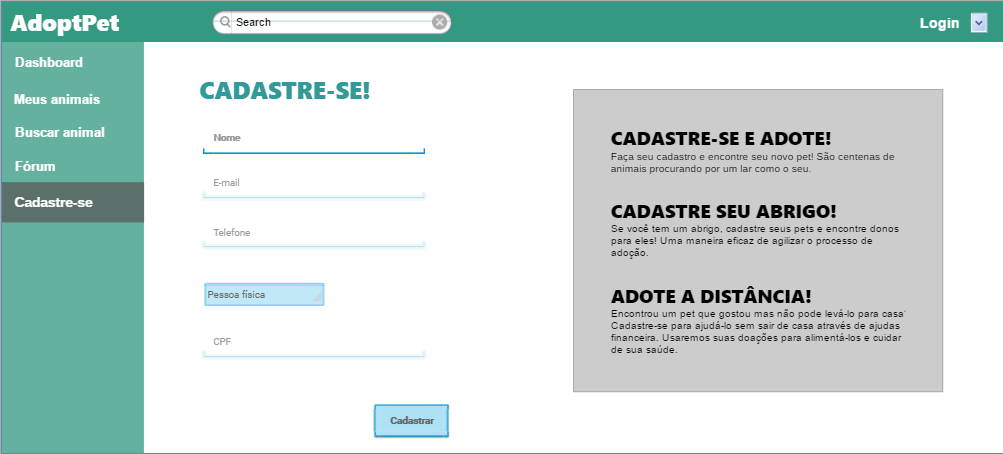 AdoptPet
Search
Login
Dashboard
Meus animais
Buscar animal
Fórum
Cadastre-se
CADASTRE-SE!
Nome
E-mail
Telefone
Pessoa física
CPF
Cadastrar
CADASTRE-SE E ADOTE!
Faça seu cadastro e encontre seu novo pet! São centenas de
animais procurando por um lar como o seu.
CADASTRE SEU ABRIGO!
Se você tem um abrigo, cadastre seus pets e encontre donos
para eles! Uma maneira eficaz de agilizar o processo de
adoção.
ADOTE A DISTÂNCIA!
Encontrou um pet que gostou mas não pode levá-lo para casa
Cadastre-se para ajudá-lo sem sair de casa através de ajudas
financeira. Usaremos suas doações para alimentá-los e cuidar
de sua saúde.